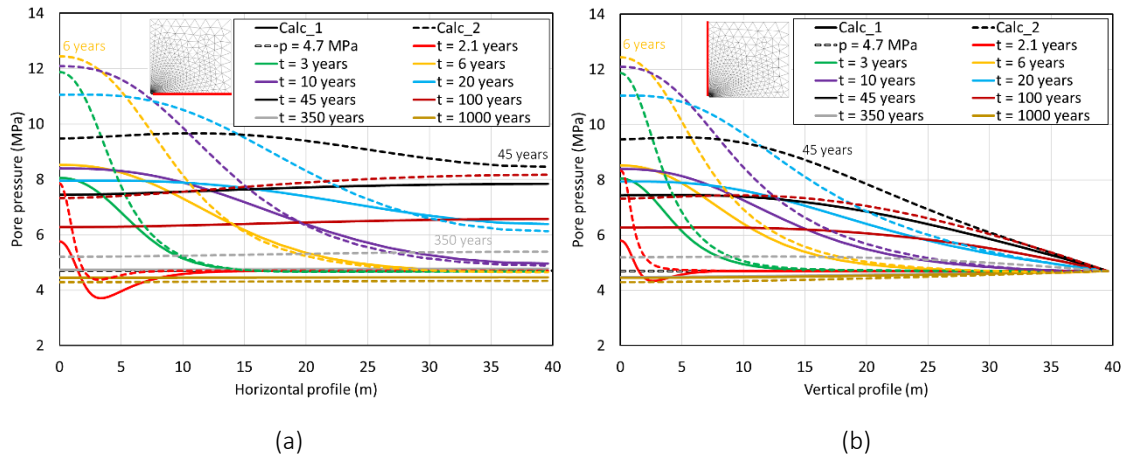 14
12
10
8
6
4
2
Pore pressure (MPa)
6 years
Calc_1 Calc_2
p = 4.7 MPa t = 2.1 years
t = 3 years t = 6 years
t = 10 years t = 20 years
t = 45 years t = 100 years
t = 350 years t = 1000 years
45 years
350 years
0 5 10 15 20 25 30 35 40
Horizontal profile (m)
(a)
14
12
10
8
6
4
2
Pore pressure (MPa)
6 years
Calc_1 Calc_2
p = 4.7 MPa t = 2.1 years
t = 3 years t = 6 years
t = 10 years t = 20 years
t = 45 years t = 100 years
t = 350 years t = 1000 years
45 years
0 5 10 15 20 25 30 35 40
Vertical profile (m)
(b)